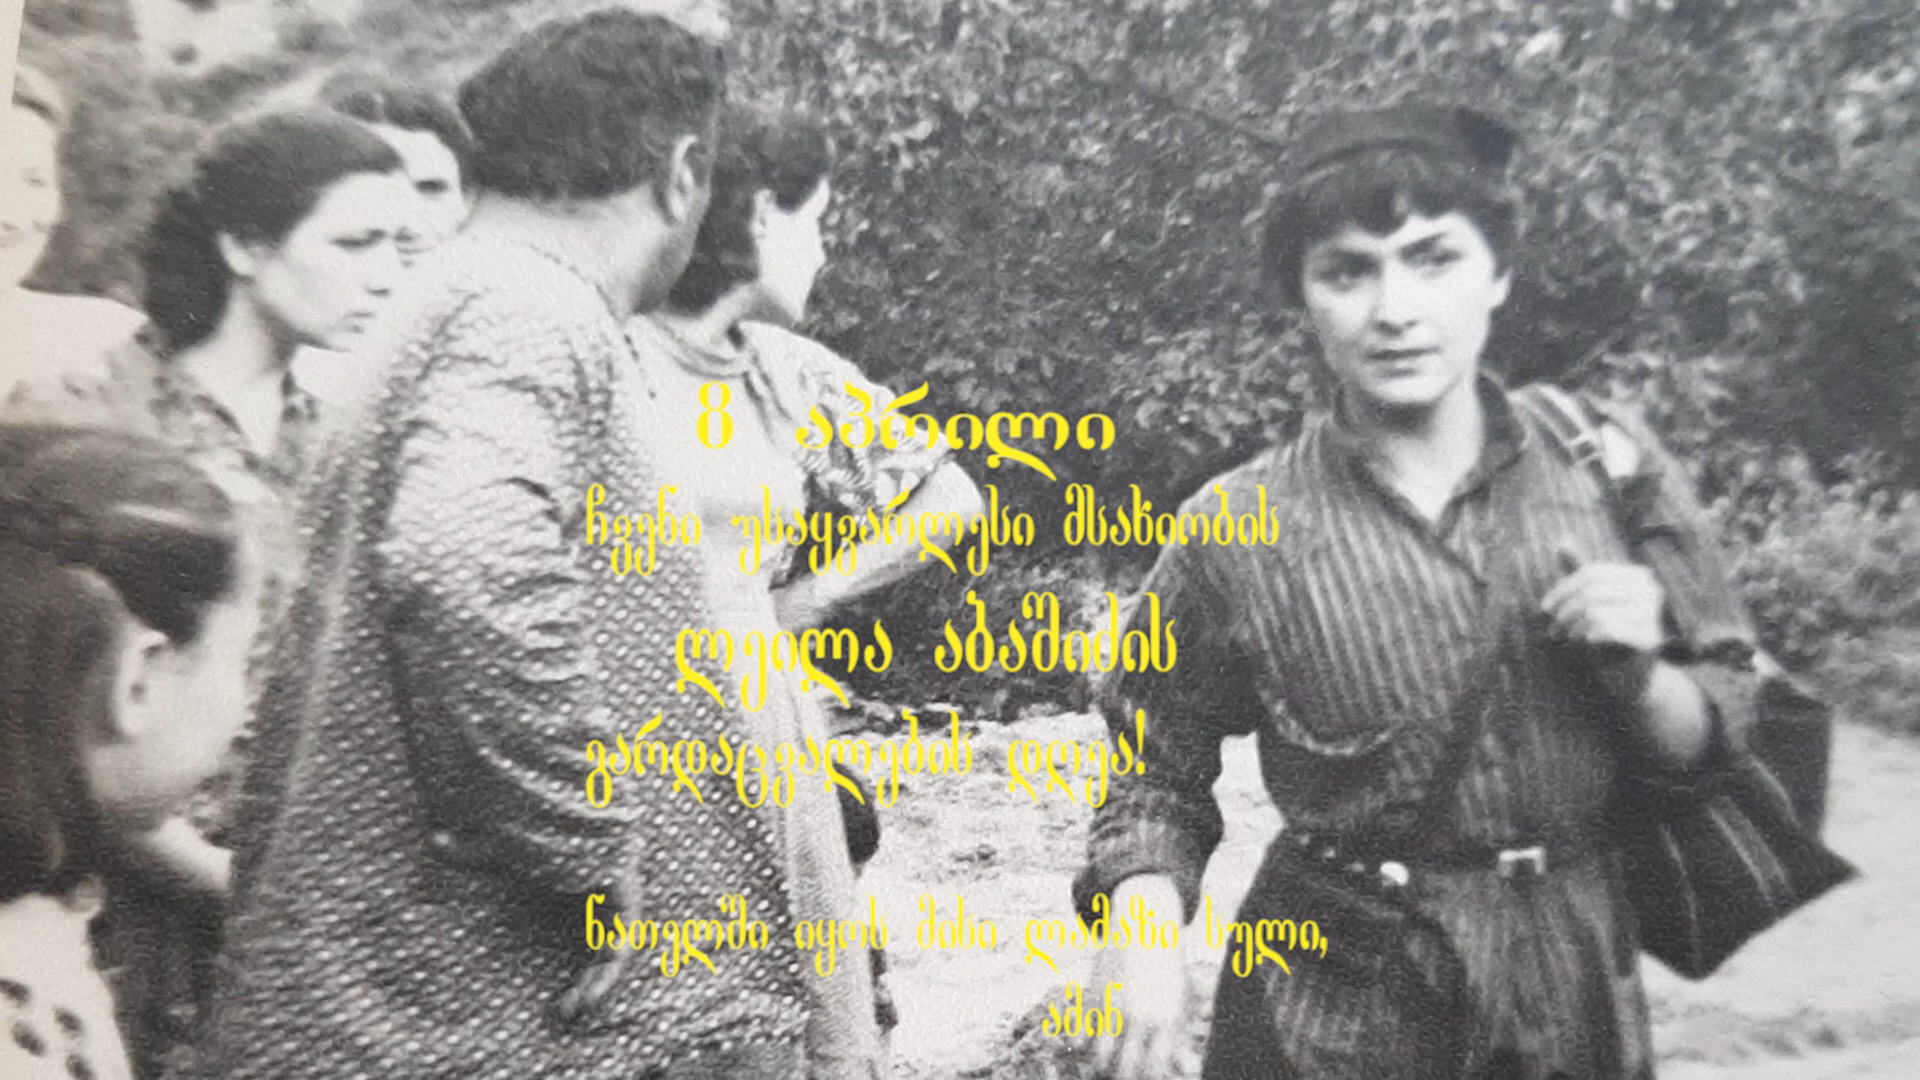 8 აპრილი
ჩვენი უსაყვარლესი მსახიობის
ლეილა აბაშიძის
გარდაცვალების დღეა!
ნათელში იყოს მისი ლამაზი სული,
ამინ